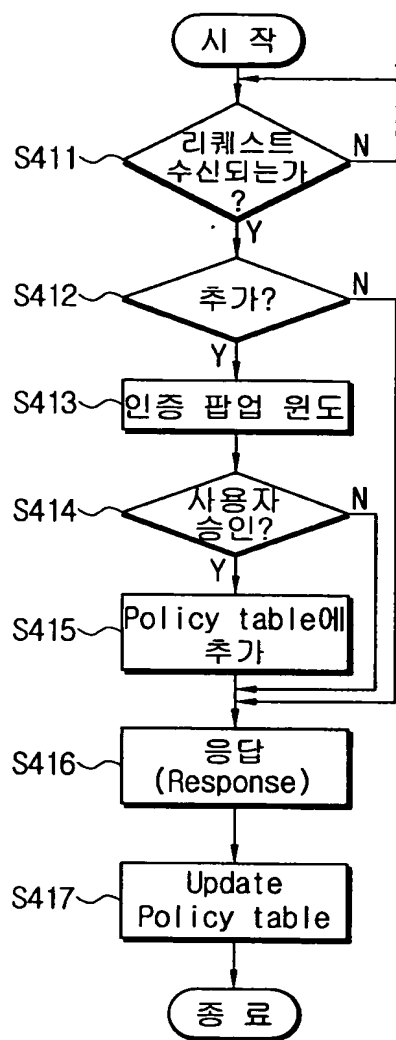 시 작
S411
리퀘스트
수신되는가
?
N
Y
S412
추가?
N
Y
S413
인증 팝업 윈도
S414
사용자
승인?
N
Y
S415
Policy table에
추가
S416
응답
(Response)
S417
Update
Policy table
종 료